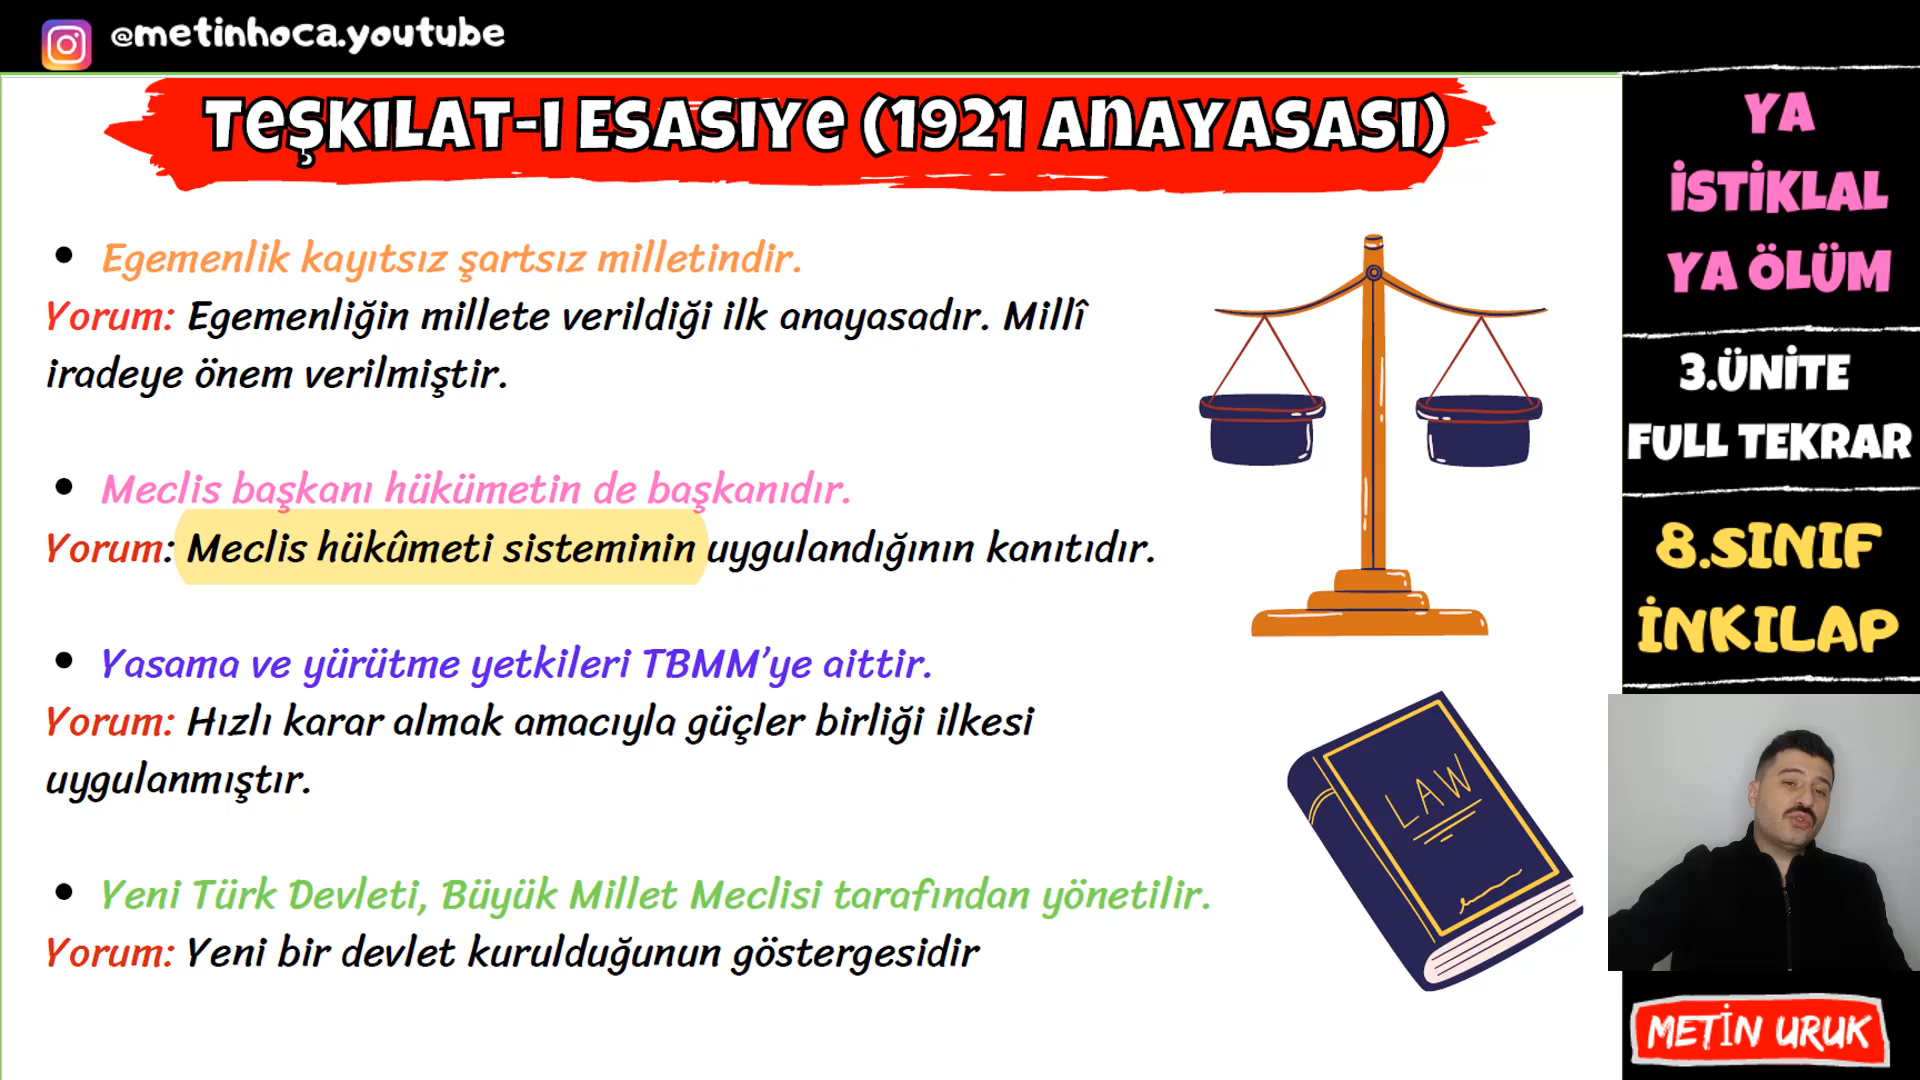 @metinhoca.youtube
TEŞKILAT-I ESASIYE (1921 ANAYASASI)
• Egemenlik kayıtsız şartsız milletindir.
Yorum: Egemenliğin millete verildiği ilk anayasadır. Millî
iradeye önem verilmiştir.
• Meclis başkanı hükümetin de başkanıdır.
Yorum: Meclis hükûmeti sisteminin uygulandığının kanıtıdır.
• Yasama ve yürütme yetkileri TBMM’ye aittir.
Yorum: Hızlı karar almak amacıyla güçler birliği ilkesi
uygulanmıştır.
• Yeni Türk Devleti, Büyük Millet Meclisi tarafından yönetilir.
Yorum: Yeni bir devlet kurulduğunun göstergesidir
LAW
YA
İSTİKLAL
YA ÖLÜM
3.ÜNİTE
FULL TEKRAR
8.SINIF
İNKILAP
METİN URUK